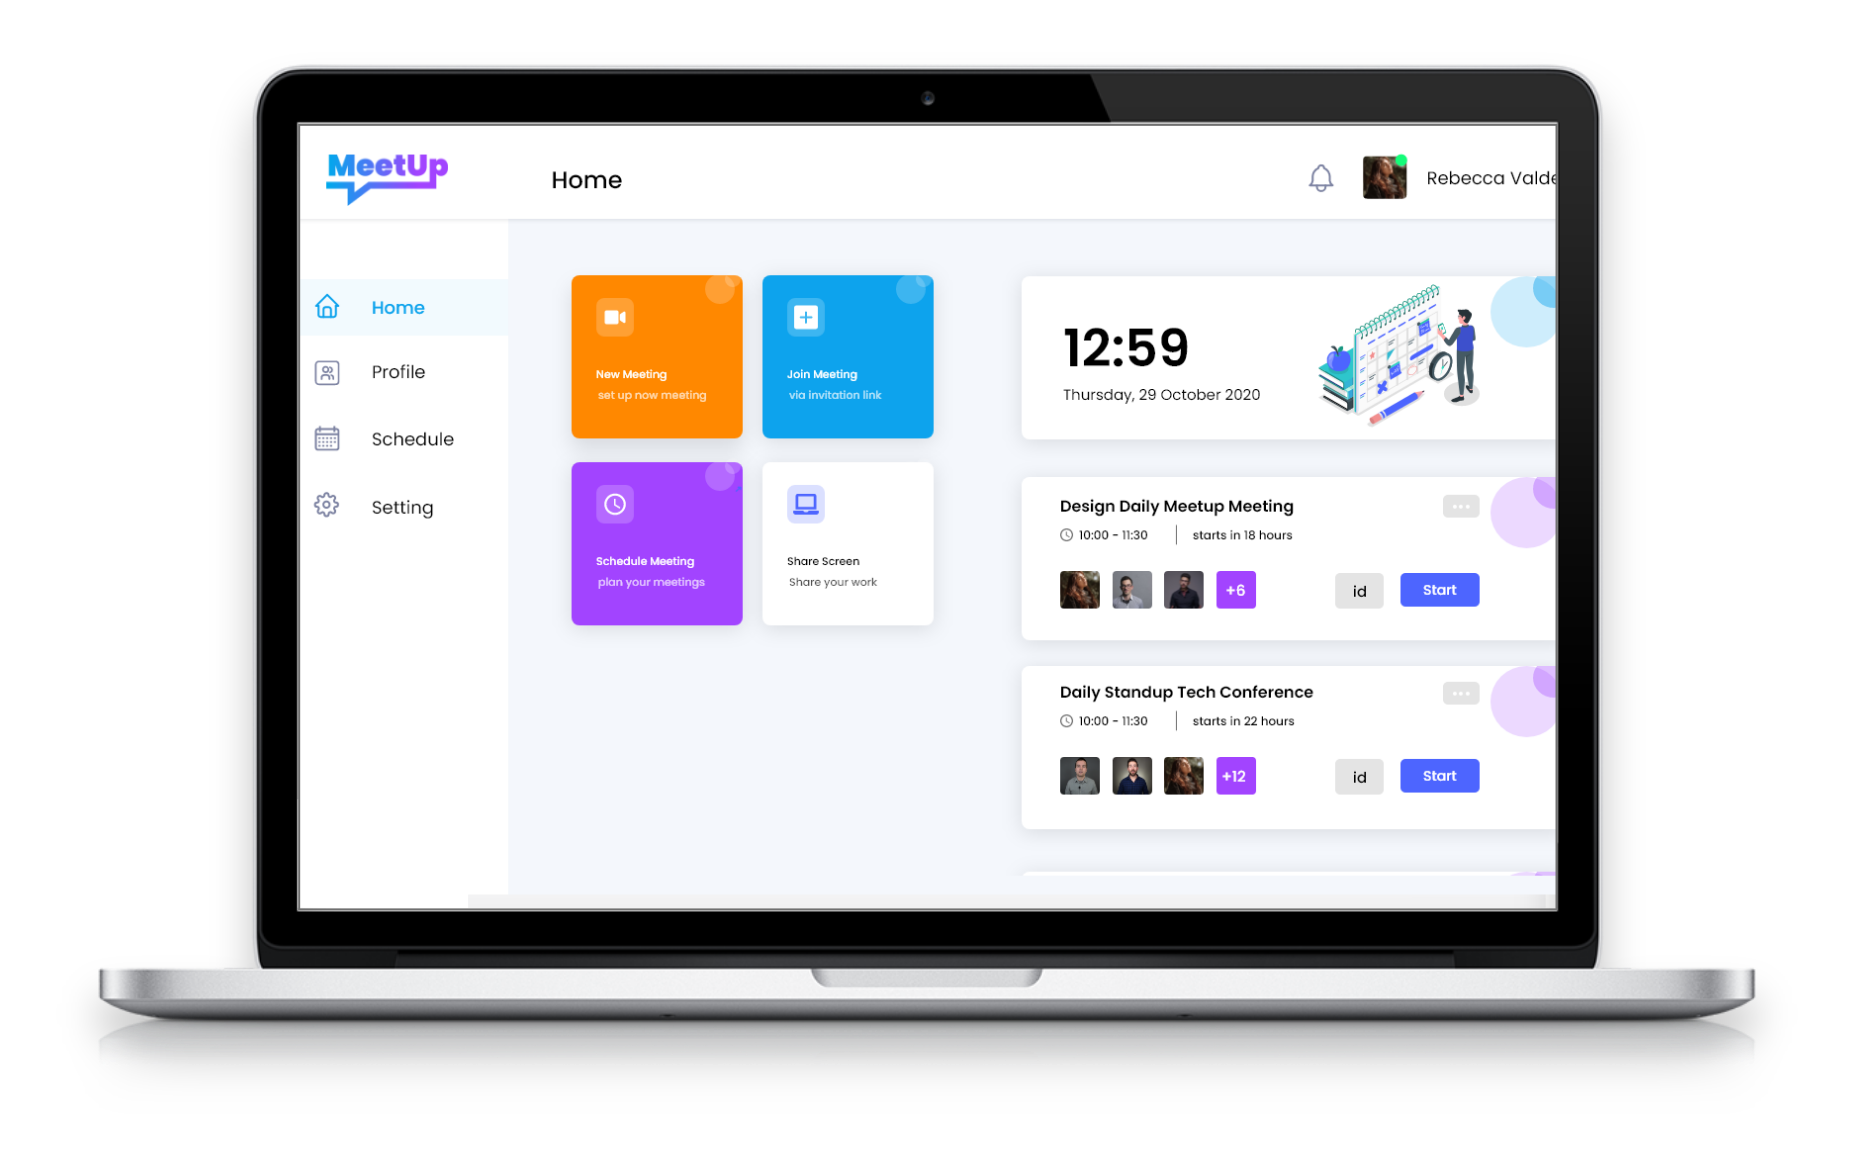 MeetUp
Home
Rebecca Valde
Home
Profile
Schedule
Setting
New Meeting
set up now meeting
Join Meeting
via invitation link
Schedule Meeting
plan your meetings
Share Screen
Share your work
12:59
Thursday, 29 October 2020
Design Daily Meetup Meeting
10:00 - 11:30 starts in 18 hours
+6 id Start
Daily Standup Tech Conference
10:00 - 11:30 starts in 22 hours
+12 id Start